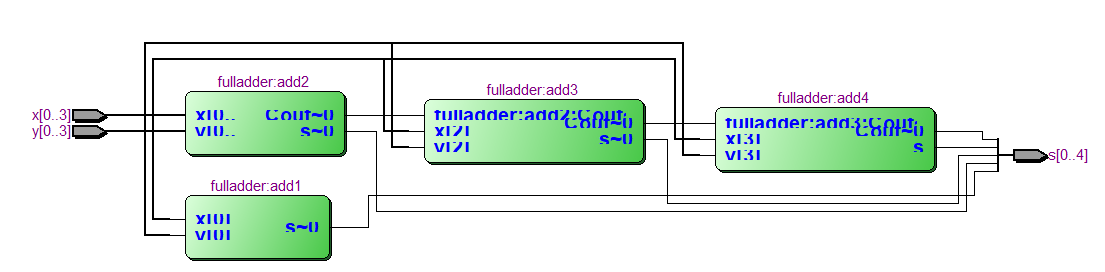 fulladder:add2
x[0..3]
y[0..3]
x[0..
y[0..
Cout~0
s~0
fulladder:add3
fulladder:add2:Cout
x[2]
y[2]
Cout~0
s~0
fulladder:add4
fulladder:add3:Cout
x[3]
y[3]
Cout~0
s
s[0..4]
fulladder:add1
x[0]
y[0]
s~0